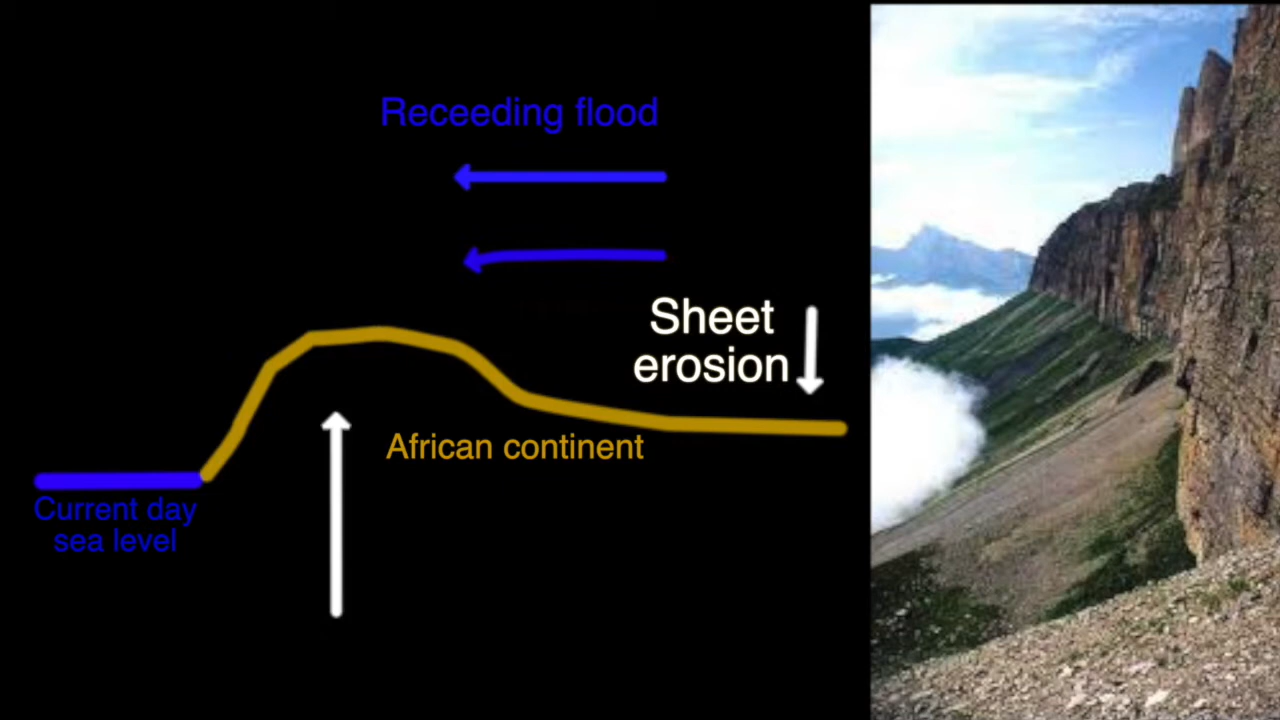 Receeding flood
Sheet
erosion
African continent
Current day
sea level